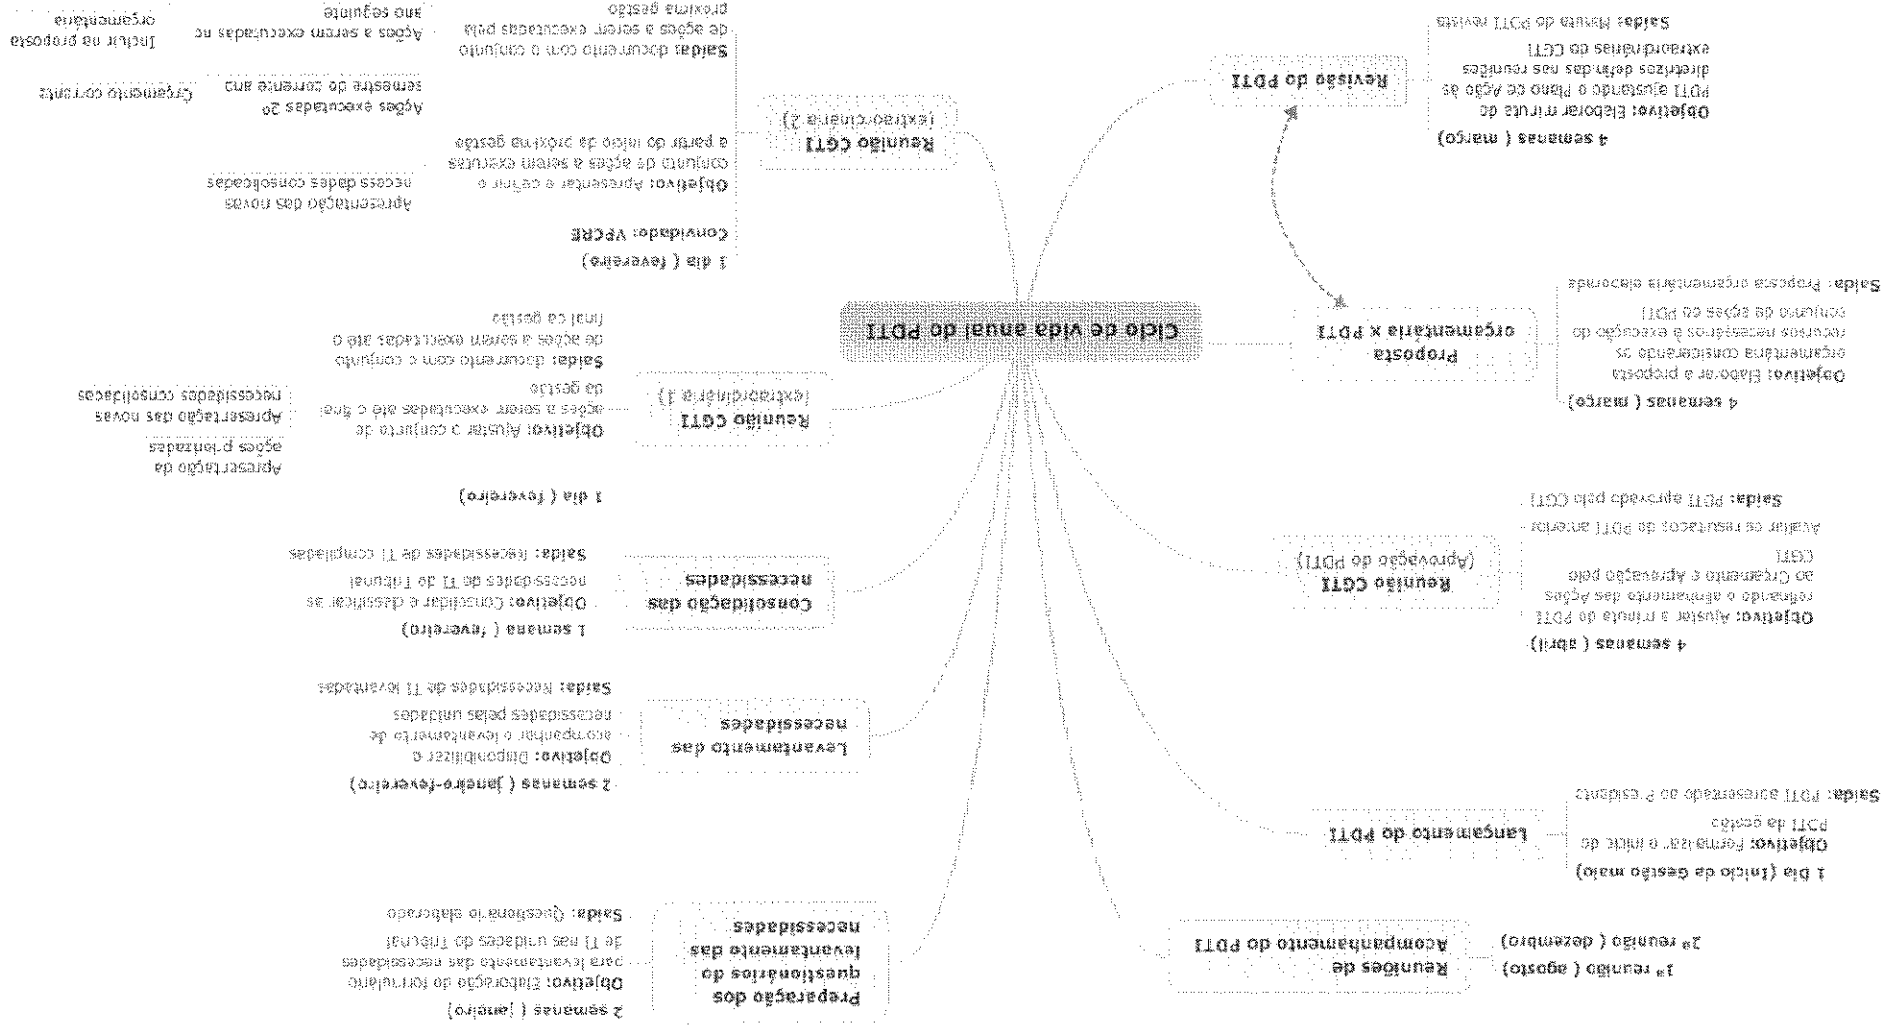 Ciclo de vida anual do PDTI
Preparação dos
questionários do
levantamento das
necessidades
2 semanas ( janeiro)
Objetivo: Elaboração do formulário
para levantamento das necessidades
de TI nas unidades do Tribunal
Saída: Questionário elaborado
Levantamento das
necessidades
2 semanas ( janeiro-fevereiro)
Objetivo: Disponibilizar e
acompanhar o levantamento de
necessidades pelas unidades
Saída: Necessidades de TI levantadas
Consolidação das
necessidades
1 semana ( fevereiro)
Objetivo: Consolidar e classificar as
necessidades de TI do Tribunal
Saída: Necessidades de TI compiladas
Reunião CGTI
(extraordinária 1)
1 dia ( fevereiro)
Objetivo: Ajustar o conjunto de
ações a serem executadas até o final
da gestão
Apresentação da
ações priorizadas
Apresentação das novas
necessidades consolidadas
Saída: documento com o conjunto
de ações a serem executadas até o
final da gestão
Reunião CGTI
(extraordinária 2)
1 dia ( fevereiro)
Convidado: VPCRE
Objetivo: Apresentar e definir o
conjunto de ações a serem exercutas
a partir do início da próxima gestão
Apresentação das novas
necessidades consolidadas
Saída: documento com o conjunto
de ações a serem executadas pela
próxima gestão
Ações executadas 2º
semestre do corrente ano
Orçamento corrente
Ações a serem executadas no
ano seguinte
Incluir na proposta
orçamentária
Revisão do PDTI
4 semanas ( março)
Objetivo: Elaborar minuta do
PDTI ajustando o Plano de Ação às
diretrizes definidas nas reuniões
extraordinárias do CGTI
Saída: Minuta do PDTI revista
Proposta
orçamentária x PDTI
4 semanas ( março)
Objetivo: Elaborar a proposta
orçamentária considerando os
recursos necessários à execução do
conjunto de ações do PDTI
Saída: Proposta orçamentária elaborada
Reunião CGTI
(Aprovação do PDTI)
4 semanas ( abril)
Objetivo: Ajustar a minuta do PDTI
refinando o alinhamento das Ações
ao Orçamento e Aprovação pelo
CGTI
Avaliar os resultados do PDTI anterior
Saída: PDTI aprovado pelo CGTI
Lançamento do PDTI
1 Dia (Início da Gestão maio)
Objetivo: Formalizar o início do
PDTI da gestão
Saída: PDTI apresentado ao Presidente
Reuniões de
Acompanhamento do PDTI
1ª reunião ( agosto)
2ª reunião ( dezembro)